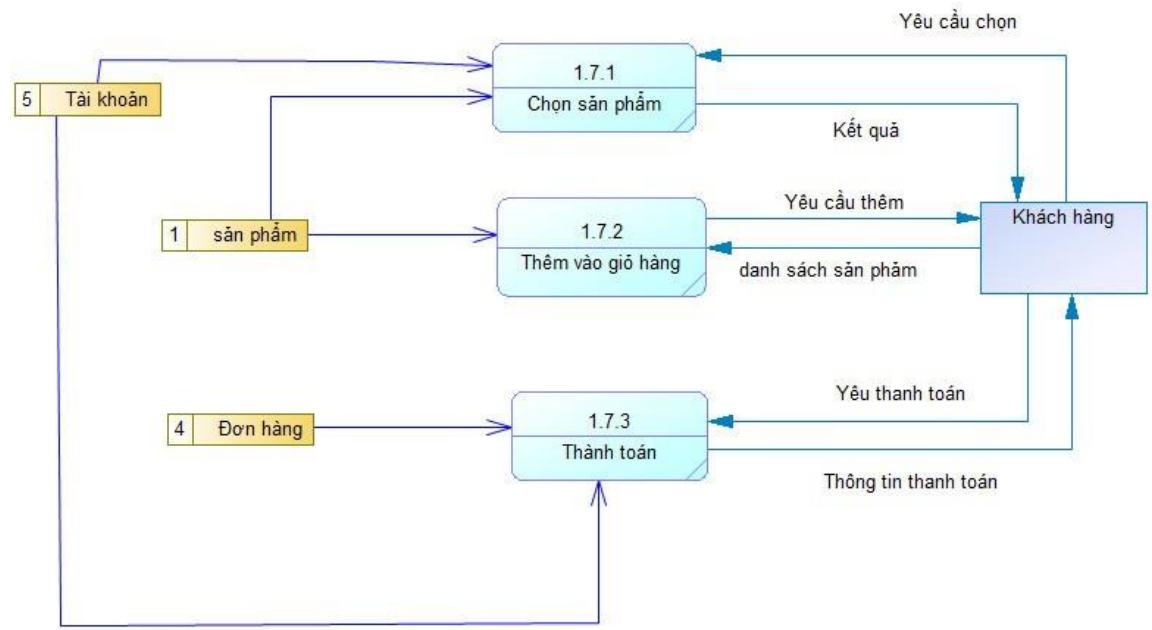 Yêu cầu chọn
1.7.1
Chọn sản phẩm
5 Tài khoản
Kết quả
Yêu cầu thêm
Khách hàng
1 sản phẩm
1.7.2
Thêm vào giỏ hàng
danh sách sản phảm
Yêu thanh toán
4 Đơn hàng
1.7.3
Thành toán
Thông tin thanh toán